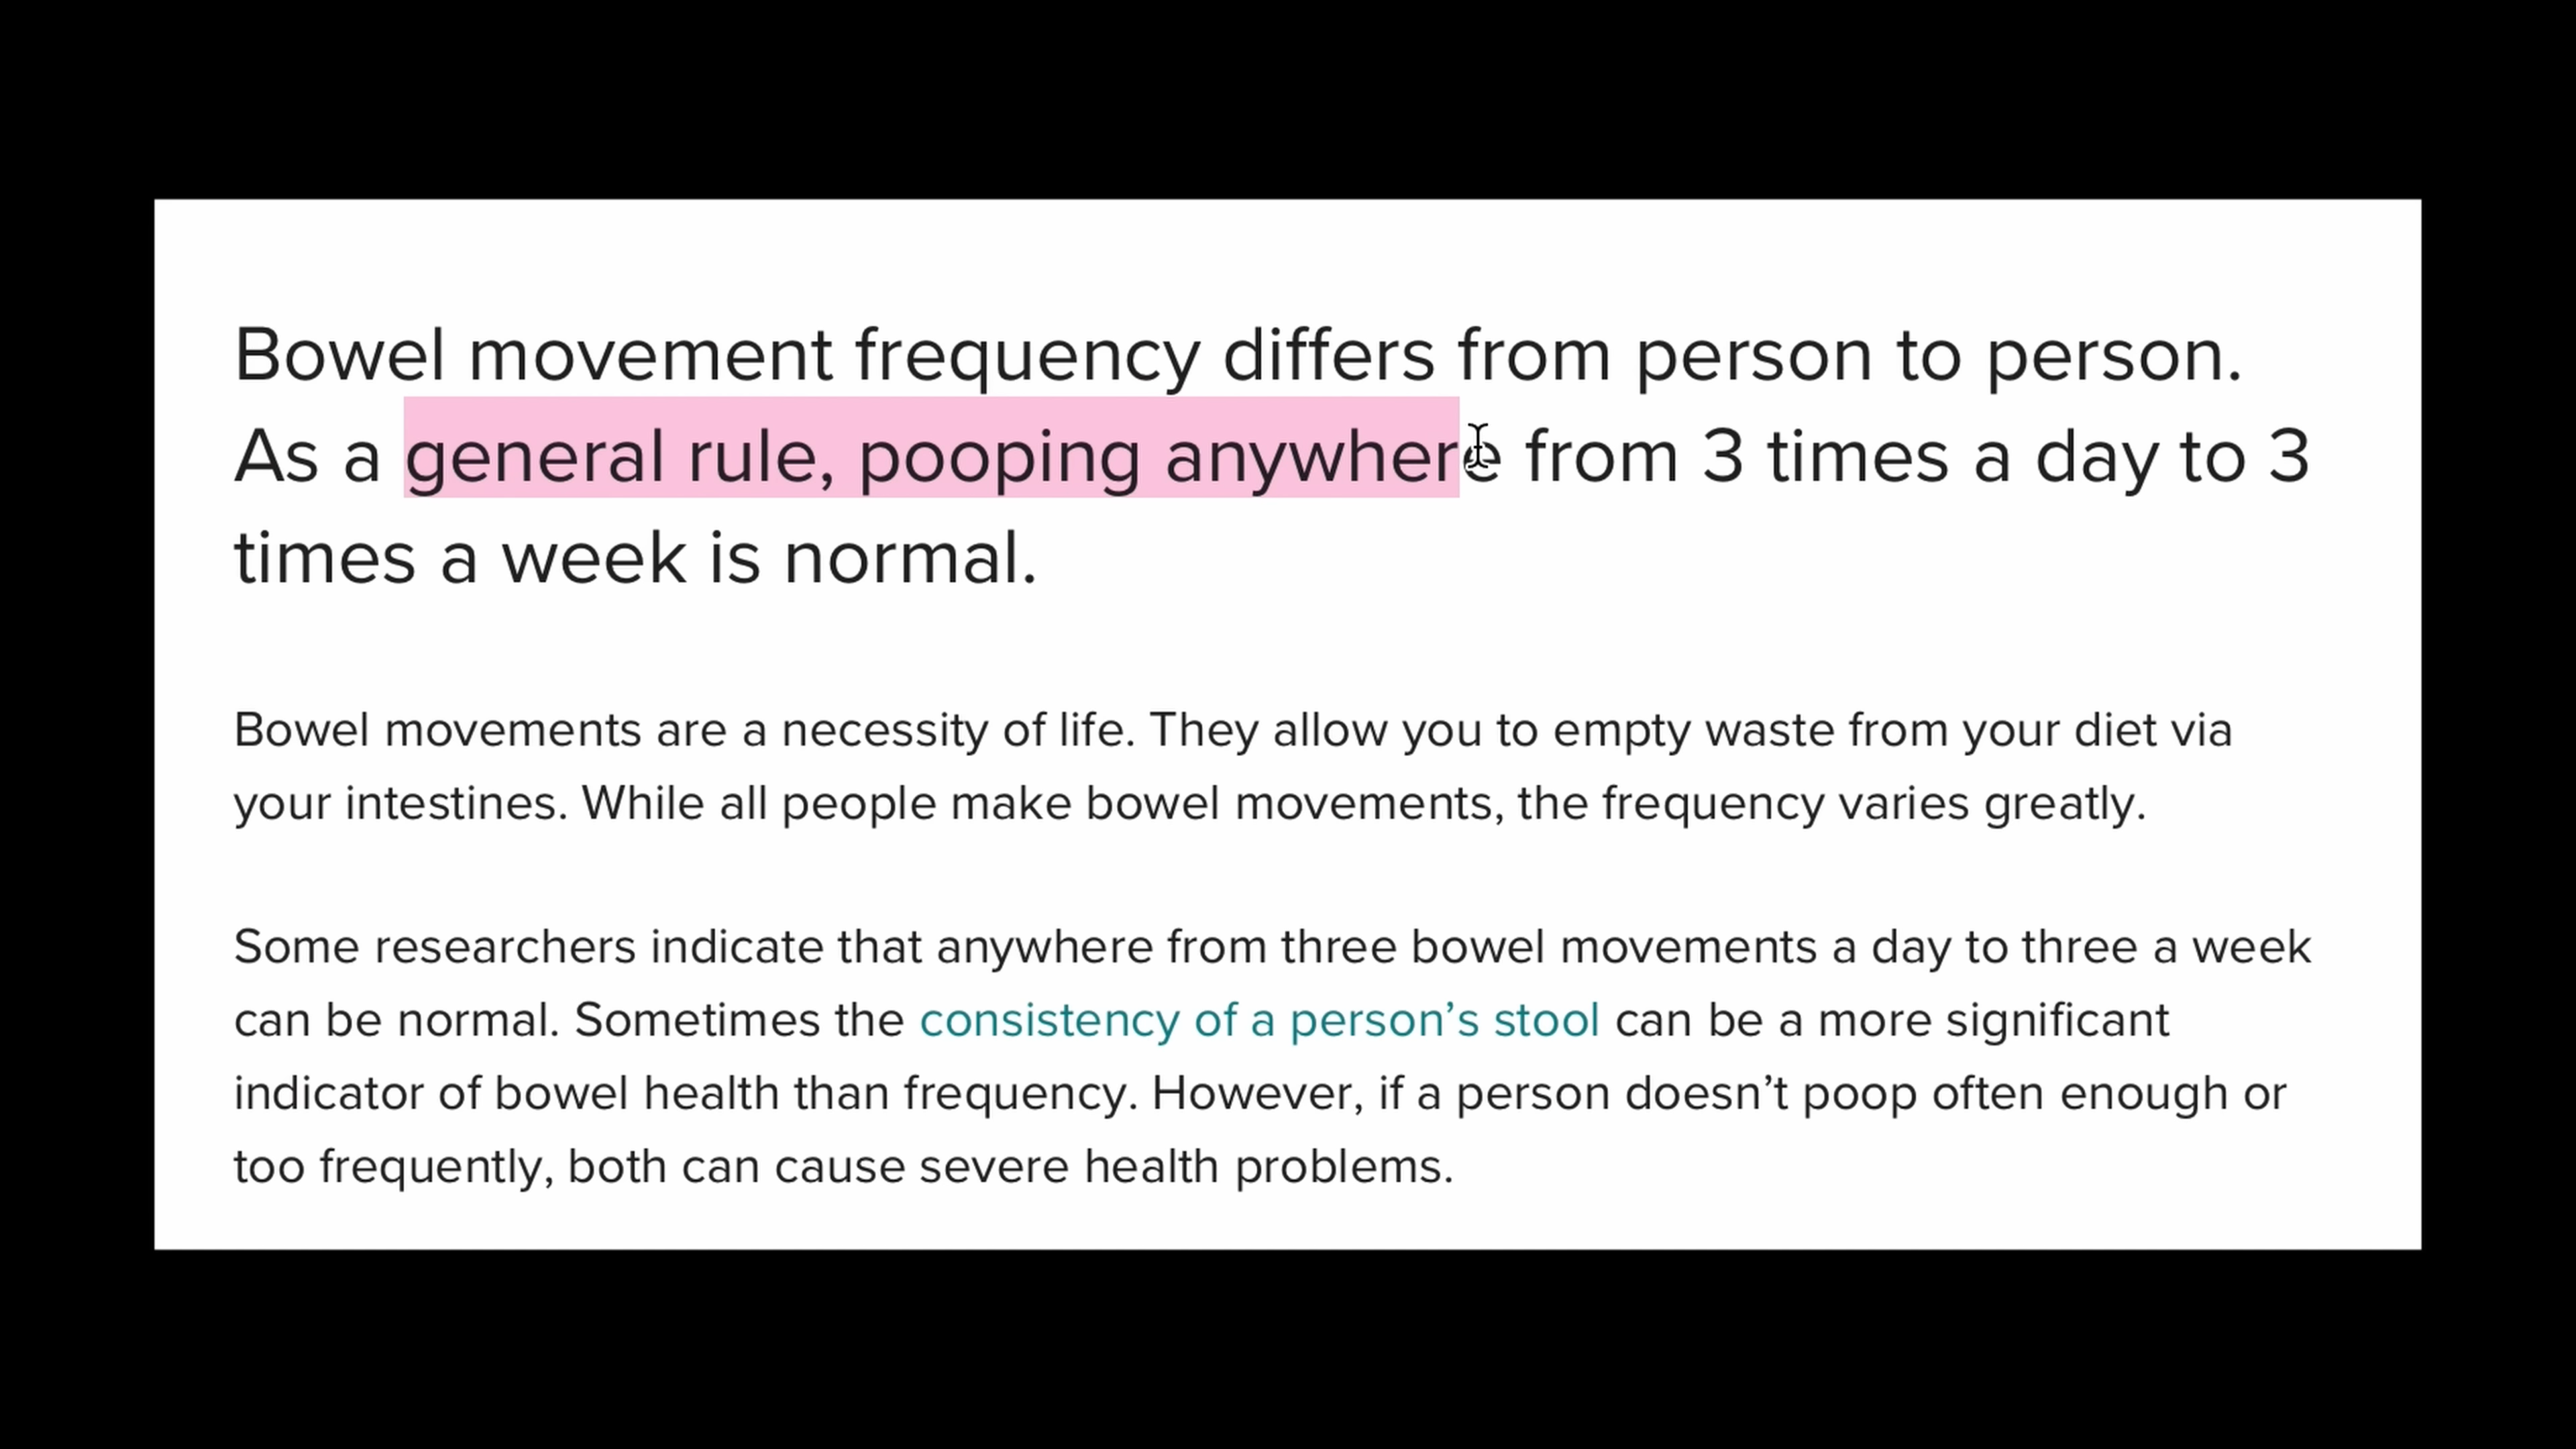 Bowel movement frequency differs from person to person.
As a general rule, pooping anywhere from 3 times a day to 3
times a week is normal.
Bowel movements are a necessity of life. They allow you to empty waste from your diet via
your intestines. While all people make bowel movements, the frequency varies greatly.
Some researchers indicate that anywhere from three bowel movements a day to three a week
can be normal. Sometimes the consistency of a person’s stool can be a more significant
indicator of bowel health than frequency. However, if a person doesn’t poop often enough or
too frequently, both can cause severe health problems.